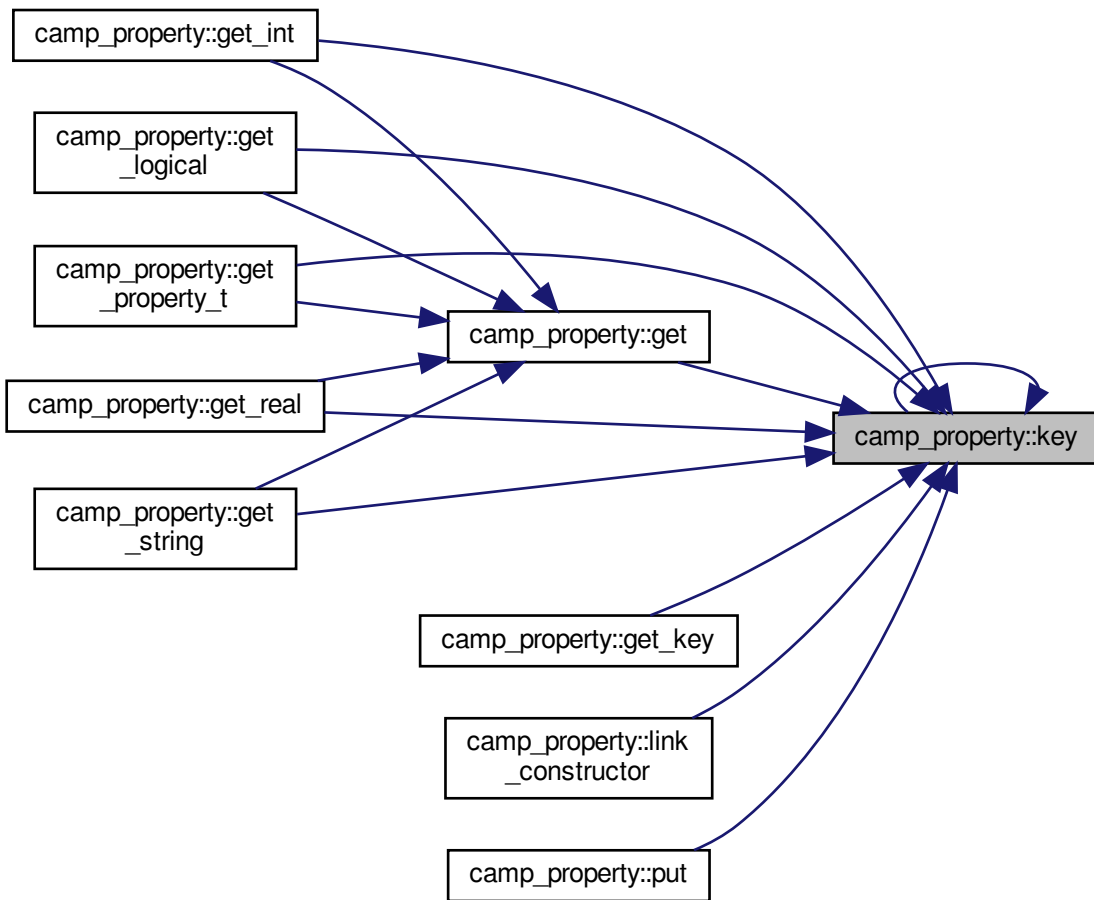 camp_property::get_int
camp_property::get
_logical
camp_property::get
_property_t
camp_property::get
camp_property::get_real
camp_property::key
camp_property::get
_string
camp_property::get_key
camp_property::link
_constructor
camp_property::put